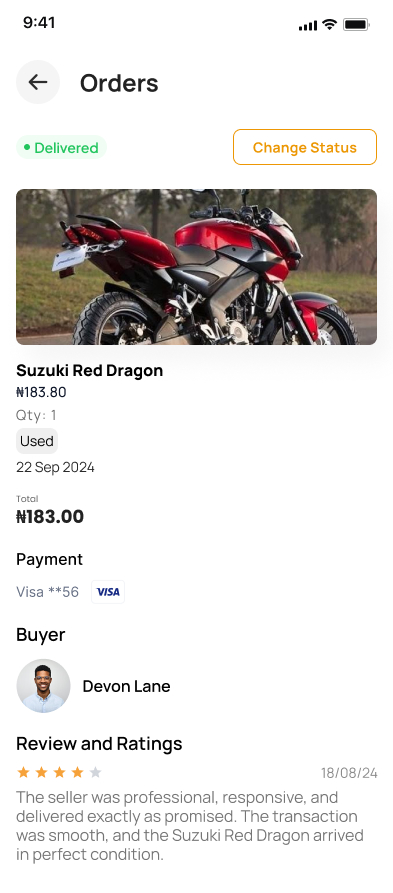 9:41
Orders
Delivered
Change Status
Suzuki Red Dragon
₦183.80
Qty: 1
Used
22 Sep 2024
Total
₦183.00
Payment
Visa **56 VISA
Buyer
Devon Lane
Review and Ratings
18/08/24
The seller was professional, responsive, and
delivered exactly as promised. The transaction
was smooth, and the Suzuki Red Dragon arrived
in perfect condition.